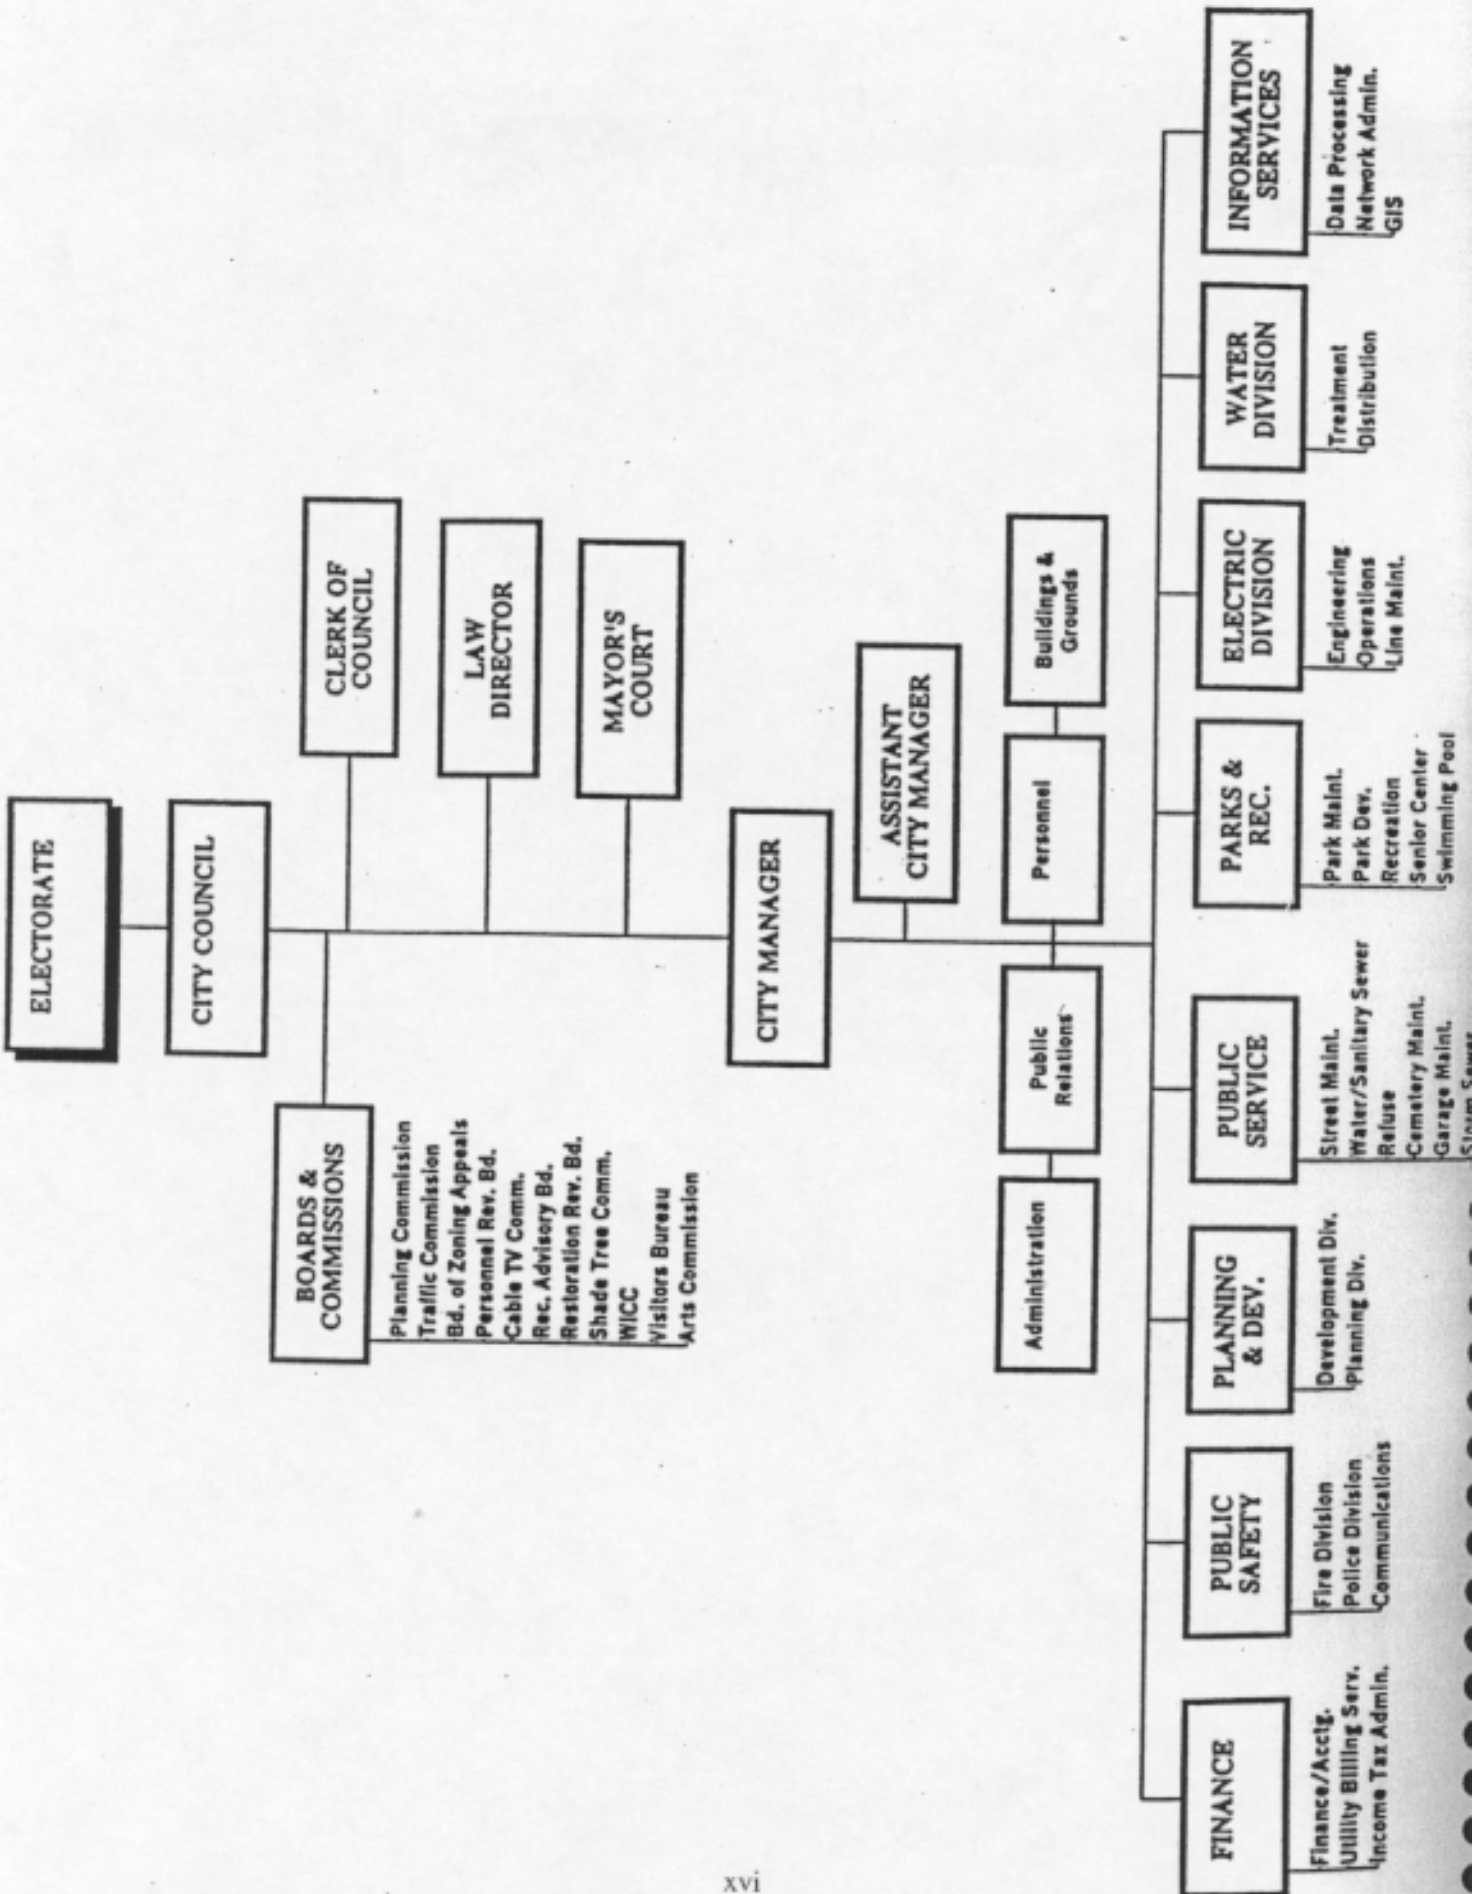 ELECTORATE
CITY COUNCIL
BOARDS &
COMMISSIONS
Planning Commission
Traffic Commission
Bd. of Zoning Appeals
Personnel Rev. Bd.
Cable TV Comm.
Rec. Advisory Bd.
Restoration Rev. Bd.
Shade Tree Comm.
WICC
Visitors Bureau
Arts Commission
CLERK OF
COUNCIL
LAW
DIRECTOR
MAYOR'S
COURT
CITY MANAGER
ASSISTANT
CITY MANAGER
Administration
Public
Relations
Personnel
Buildings &
Grounds
FINANCE
Finance/Acctg.
Utility Billing Serv.
Income Tax Admin.
PUBLIC
SAFETY
Fire Division
Police Division
Communications
PLANNING
& DEV.
Development Div.
Planning Div.
PUBLIC
SERVICE
Street Maint.
Water/Sanitary Sewer
Refuse
Cemetery Maint.
Garage Maint.
Storm Sewer
PARKS &
REC.
Park Maint.
Park Dev.
Recreation
Senior Center
Swimming Pool
ELECTRIC
DIVISION
Engineering
Operations
Line Maint.
WATER
DIVISION
Treatment
Distribution
INFORMATION
SERVICES
Data Processing
Network Admin.
GIS
xvi